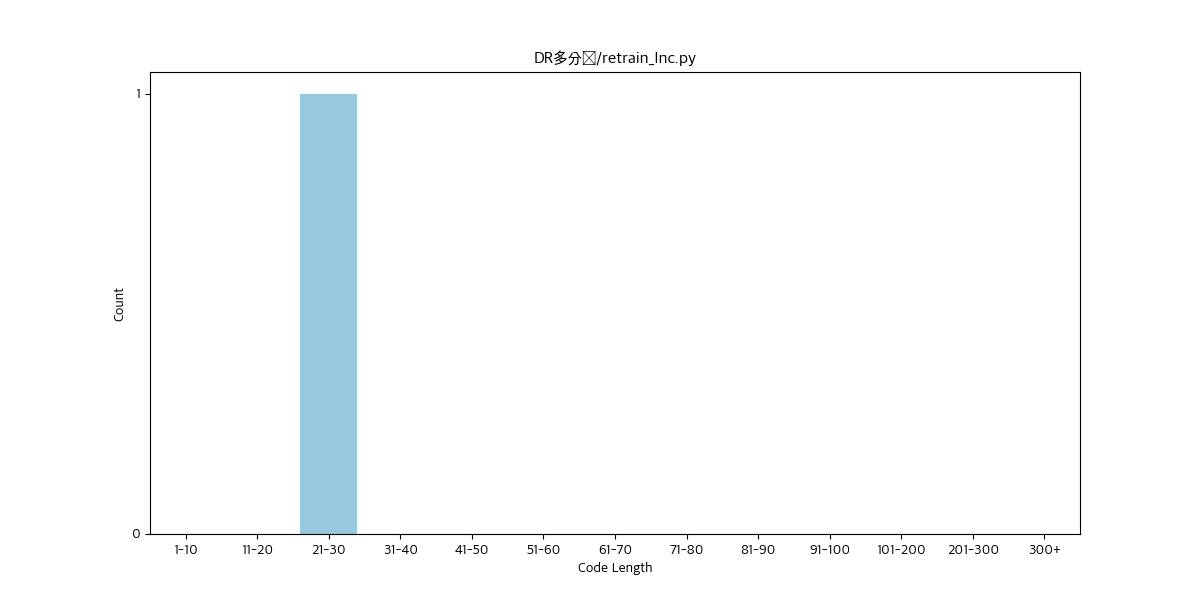 DR多分☒/retrain_Inc.py
1
0
Count
1-10 11-20 21-30 31-40 41-50 51-60 61-70 71-80 81-90 91-100 101-200 201-300 300+
Code Length